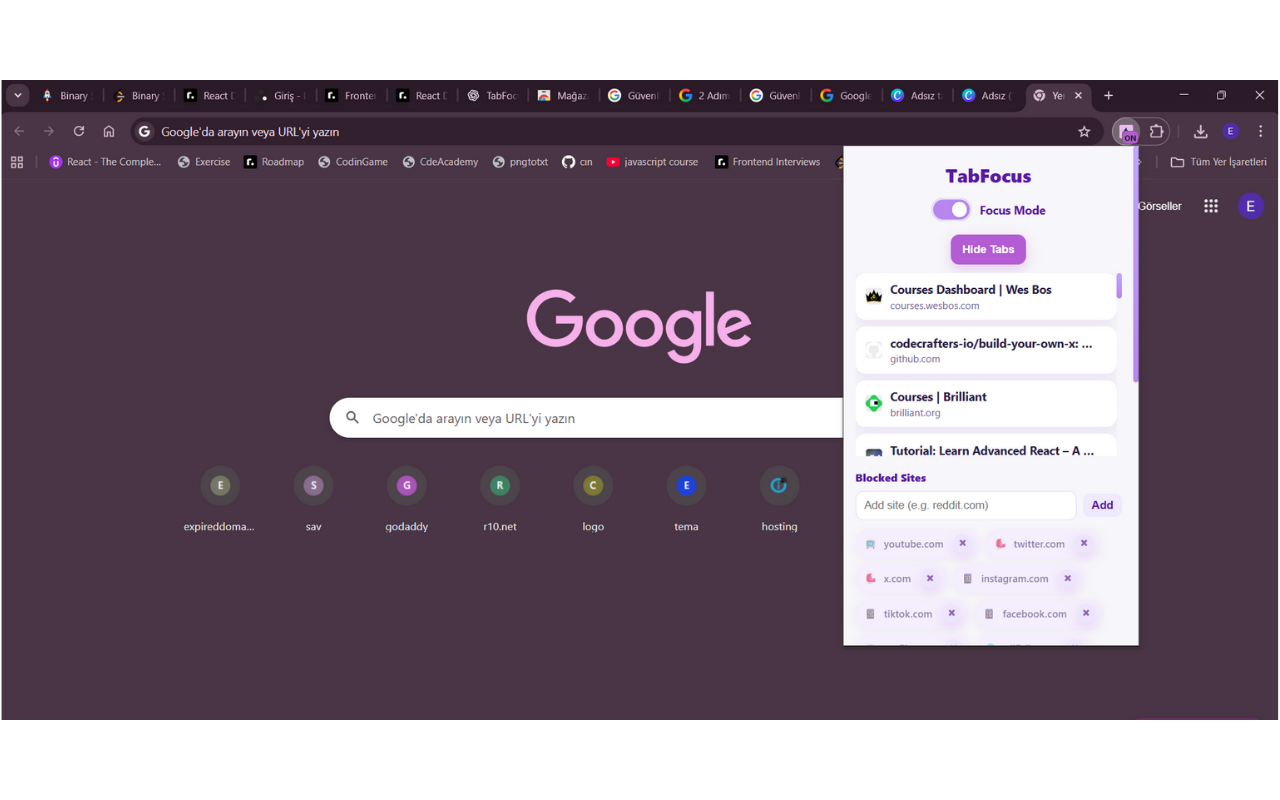 Binary
Binary
React
Giriş -
Fronte
React
TabFoc
Mağaz
Güvenl
2 Adım
Güvenl
Google
Adsız t
Adsız (
Ye
Google'da arayın veya URL'yi yazın
ON
E
React - The Comple...
Exercise
Roadmap
CodinGame
CdeAcademy
pngtotxt
cın
javascript course
Frontend Interviews
Tüm Yer İşaretleri
Görseller
E
Google
Google'da arayın veya URL'yi yazın
E
S
G
R
C
E
expireddoma...
sav
godaddy
r10.net
logo
tema
hosting
TabFocus
Focus Mode
Hide Tabs
Courses Dashboard | Wes Bos
courses.wesbos.com
codecrafters-io/build-your-own-x: ...
github.com
Courses | Brilliant
brilliant.org
Tutorial: Learn Advanced React – A ...
Blocked Sites
Add site (e.g. reddit.com)
Add
youtube.com
twitter.com
x.com
instagram.com
tiktok.com
facebook.com